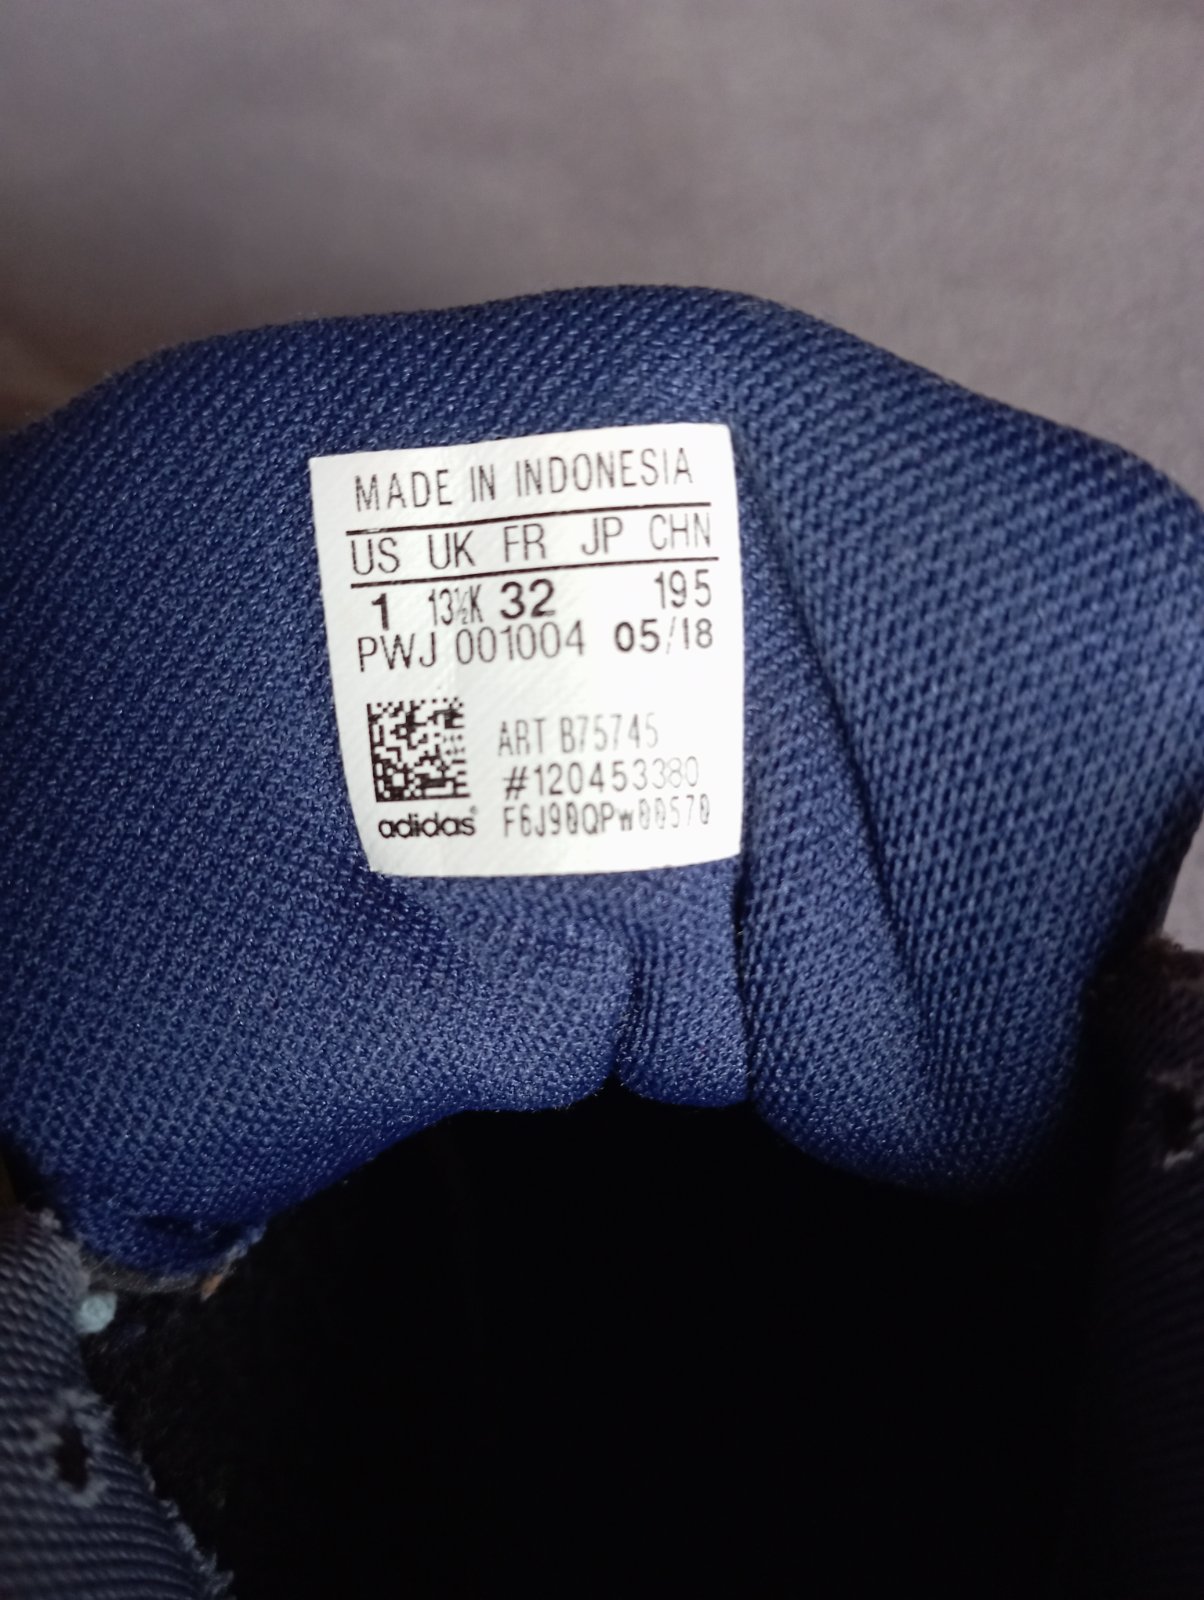 MADE IN INDONESIA
US UK FR JP CHN
1 13½K 32 195
PWJ 001004 05/18
ART B75745
#120453380
adidas® F6J90QPW00570